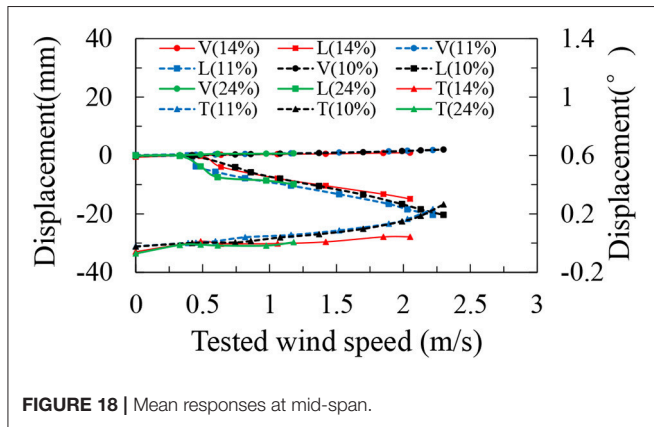 40
20
0
-20
-40
Displacement(mm)
V(14%) L(14%) V(11%)
L(11%) V(10%) L(10%)
V(24%) L(24%) T(14%)
T(11%) T(10%) T(24%)
1.4
1
0.6
0.2
-0.2
Displacement(°)
0 0.5 1 1.5 2 2.5 3
Tested wind speed (m/s)
FIGURE 18 | Mean responses at mid-span.